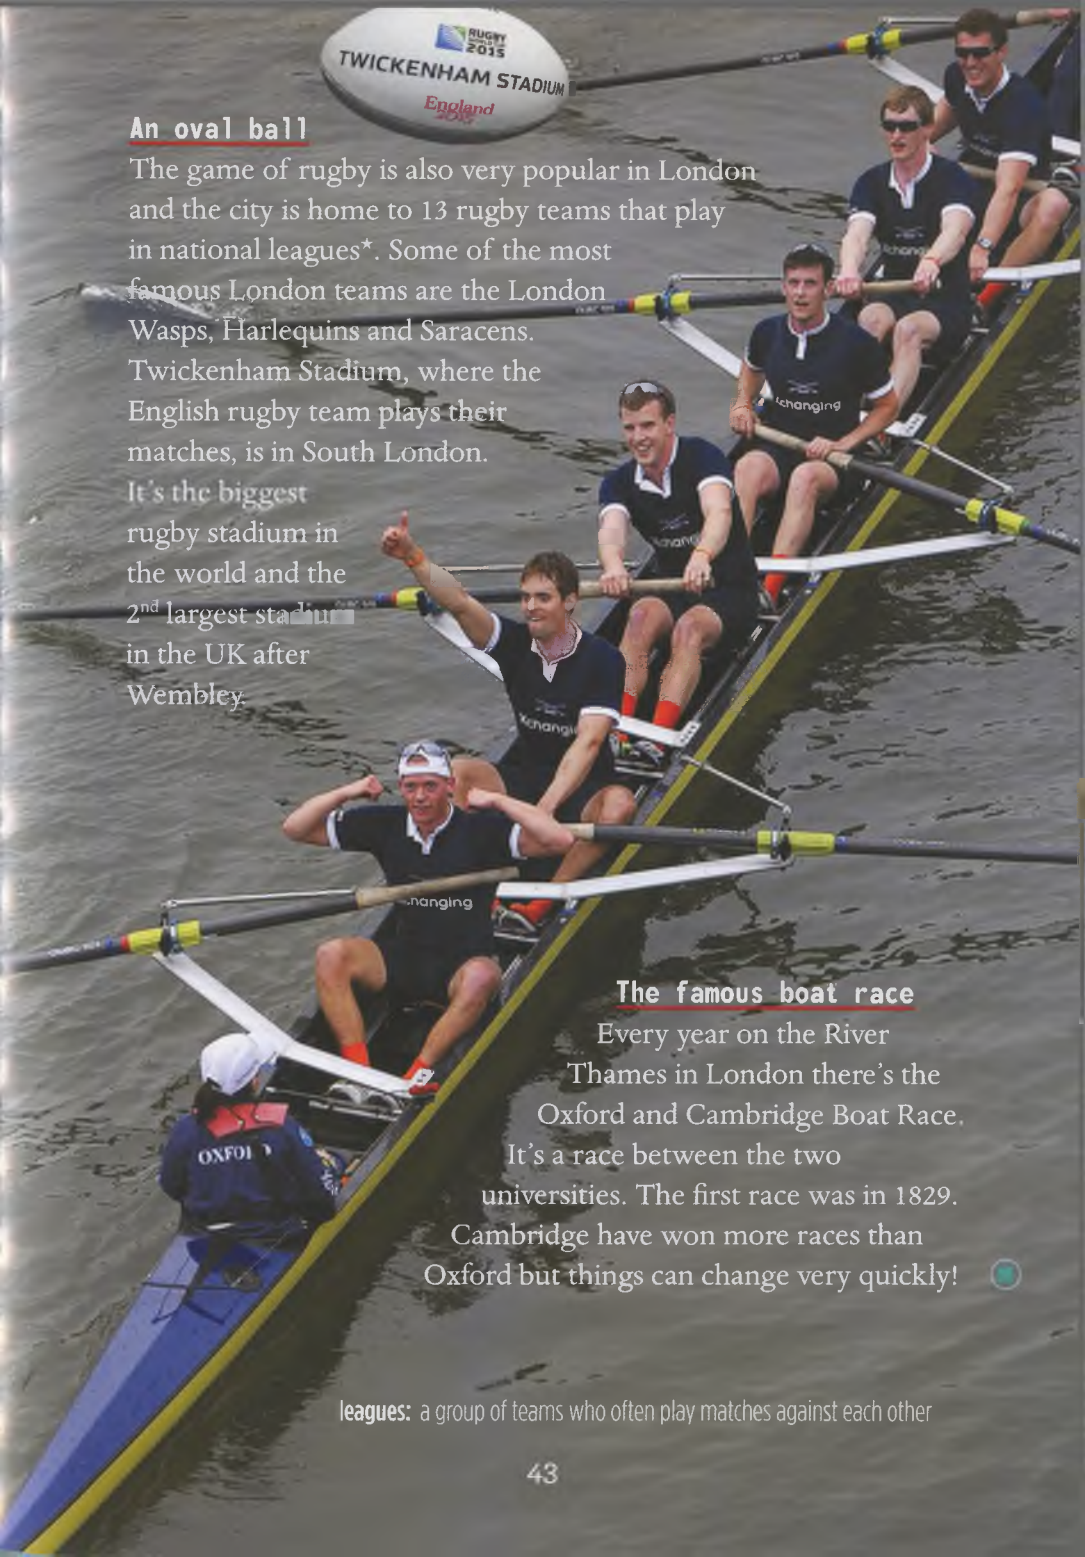 RUGBY
WORLD CUP
2015
TWICKENHAM STADIUM
England
2015
An oval ball
The game of rugby is also very popular in London
and the city is home to 13 rugby teams that play
in national leagues*. Some of the most
famous London teams are the London
Wasps, Harlequins and Saracens.
Twickenham Stadium, where the
English rugby team plays their
matches, is in South London.
It's the biggest
rugby stadium in
the world and the
2nd largest stadium
in the UK after
Wembley.
changing
changing
changing
changing
hanging
OXFO
The famous boat race
Every year on the River
Thames in London there's the
Oxford and Cambridge Boat Race.
It's a race between the two
universities. The first race was in 1829.
Cambridge have won more races than
Oxford but things can change very quickly!
leagues: a group of teams who often play matches against each other
43